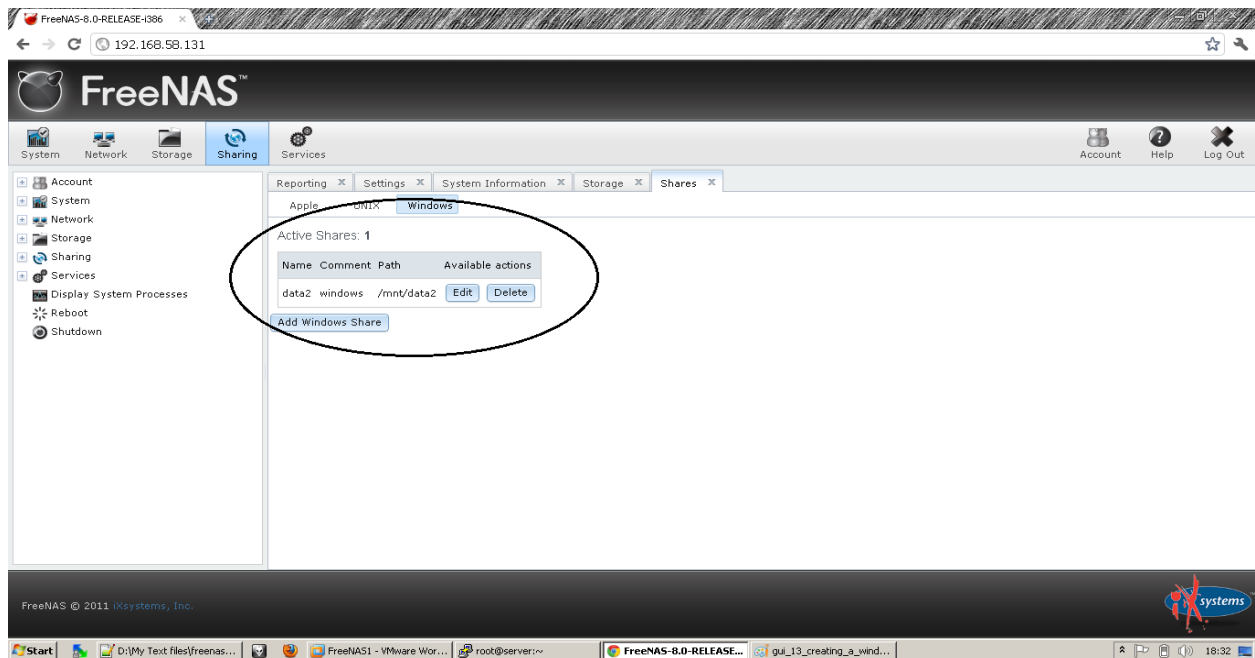 FreeNAS-8.0-RELEASE-i386
192.168.58.131
FreeNAS™
System Network Storage Sharing Services Account Help Log Out
Account
System
Network
Storage
Sharing
Services
Display System Processes
Reboot
Shutdown
Reporting Settings System Information Storage Shares
Apple UNIX Windows
Active Shares: 1
Name Comment Path Available actions
data2 windows /mnt/data2 Edit Delete
Add Windows Share
FreeNAS © 2011 iXsystems, Inc.
iXsystems
Start D:\My Text files\freenas... FreeNAS1 - VMware Wor... root@server:~ FreeNAS-8.0-RELEASE... gui_13_creating_a_wind... 18:32